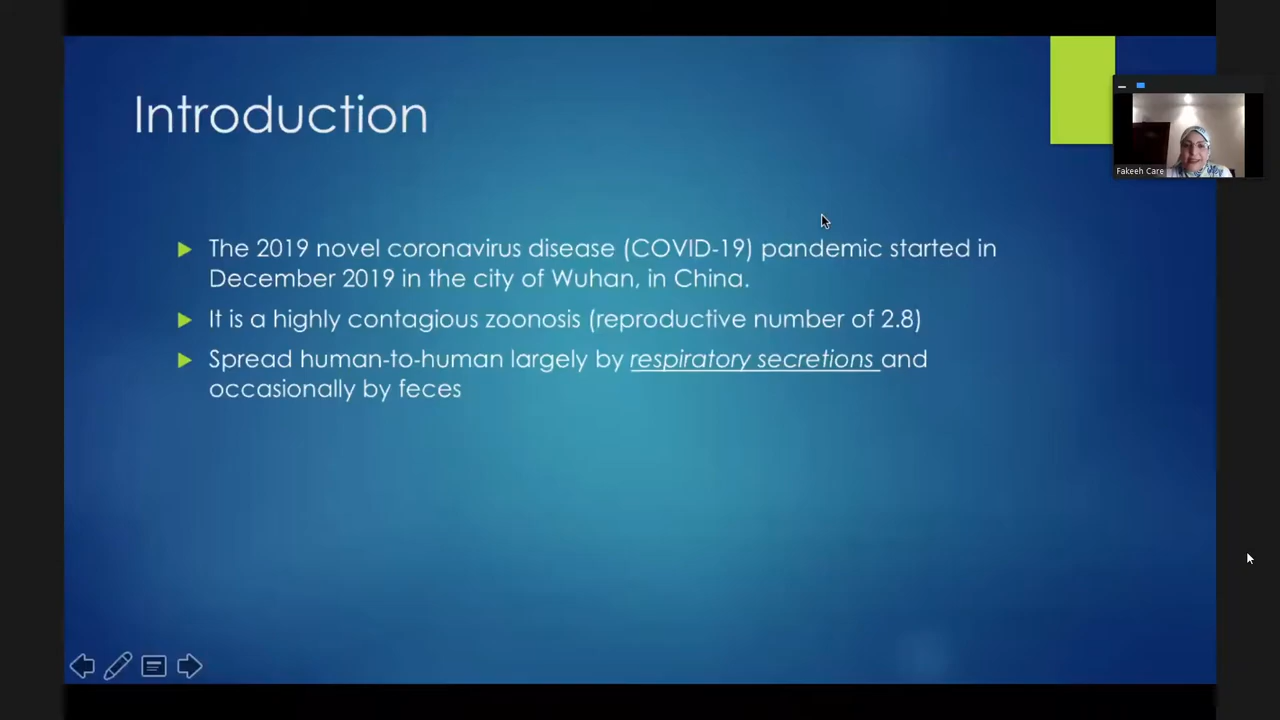 Introduction
Fakeeh Care
The 2019 novel coronavirus disease (COVID-19) pandemic started in
December 2019 in the city of Wuhan, in China.
It is a highly contagious zoonosis (reproductive number of 2.8)
Spread human-to-human largely by respiratory secretions and
occasionally by feces